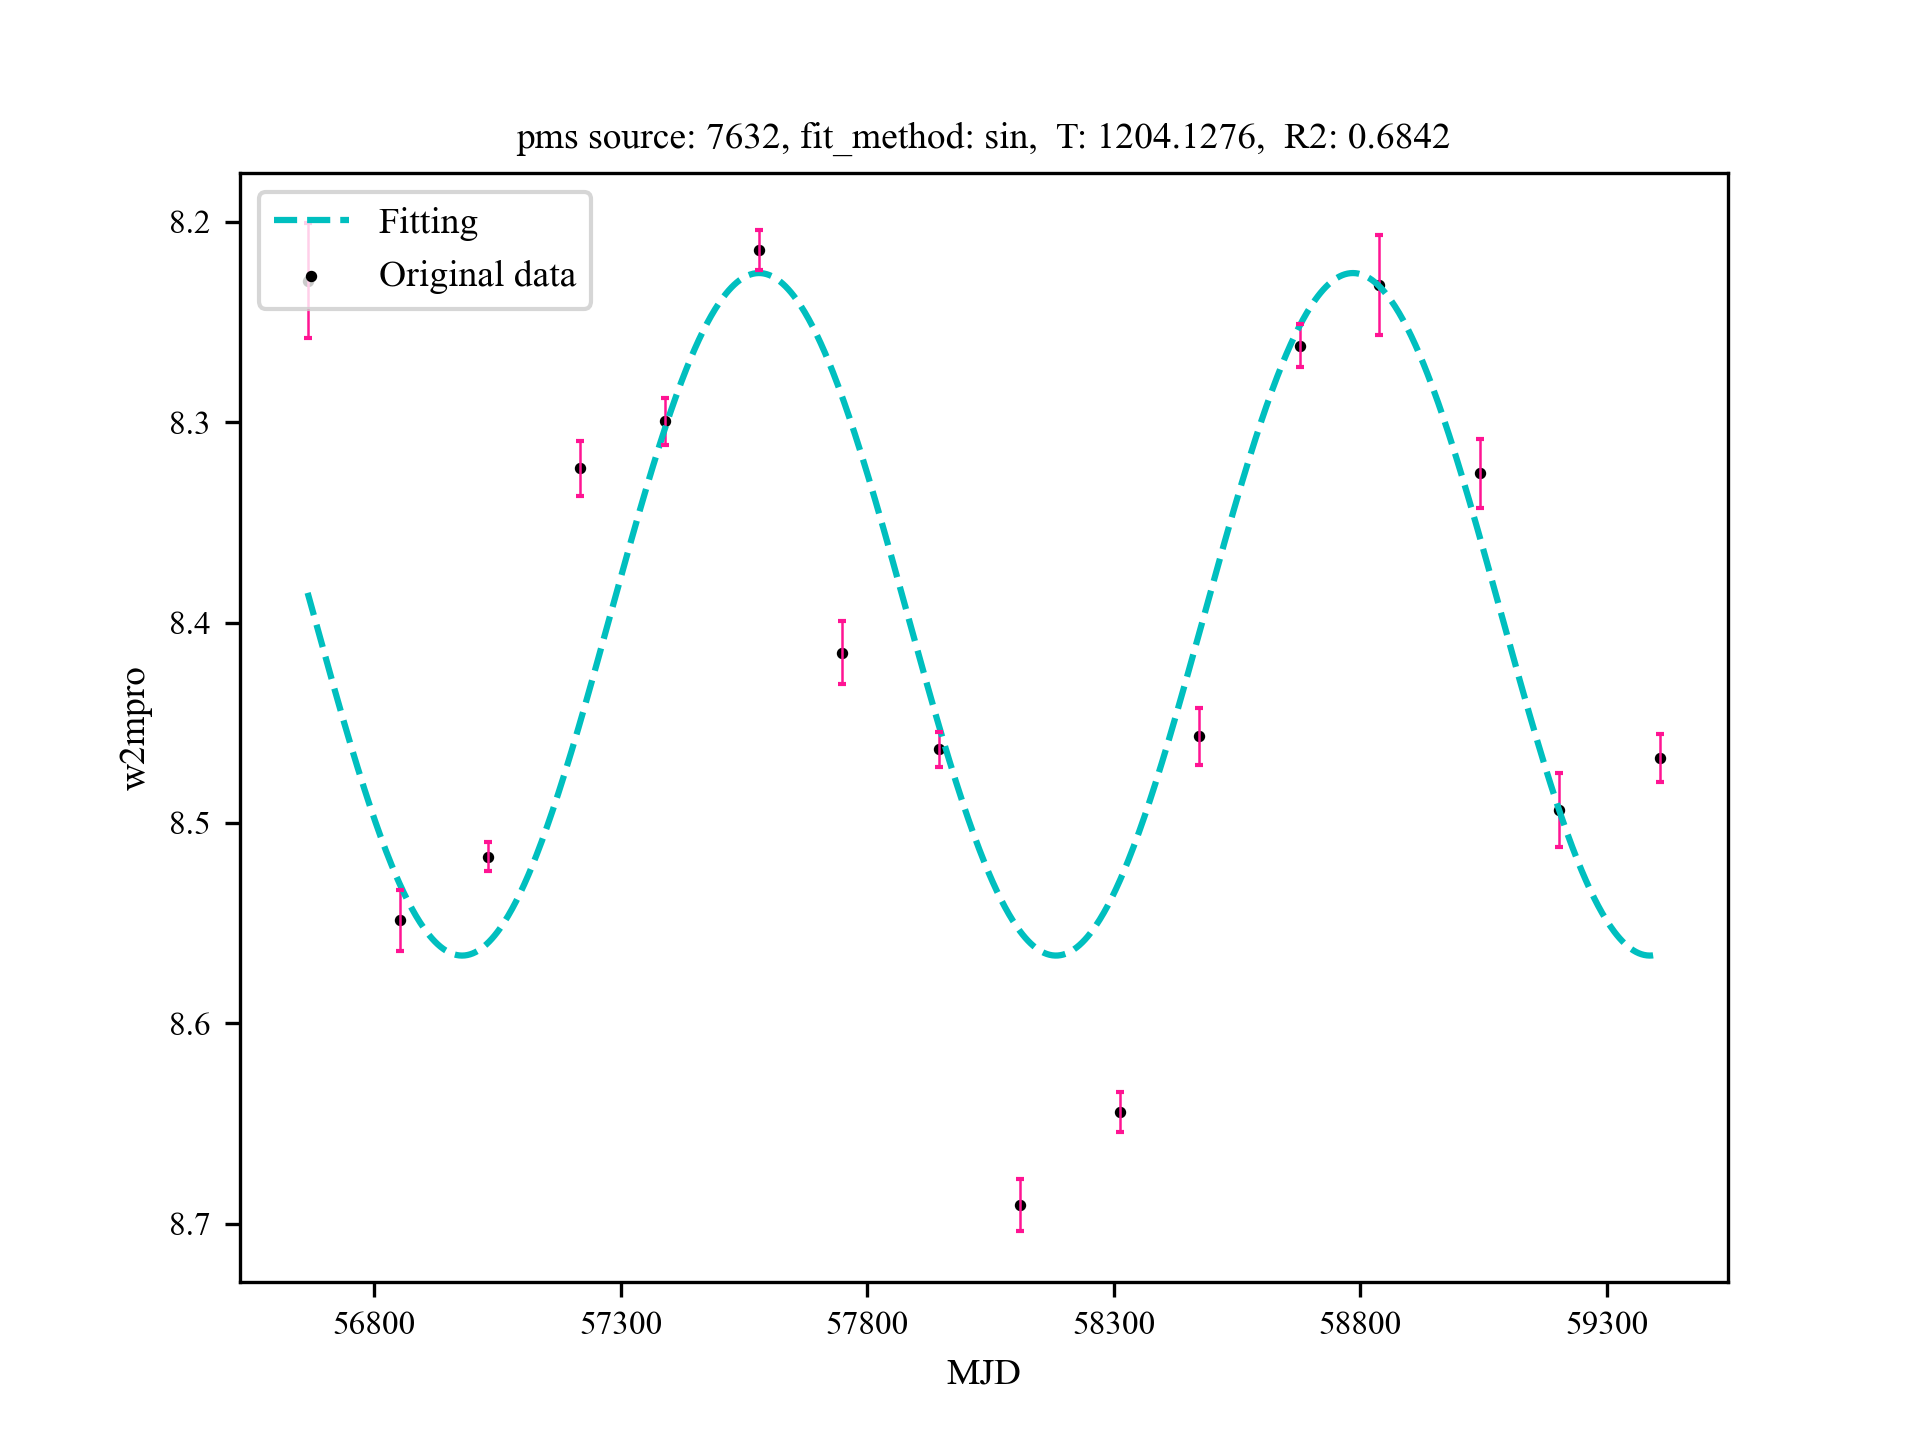 pms source: 7632, fit_method: sin,  T: 1204.1276,  R2: 0.6842
Fitting
Original data
8.2
8.3
8.4
8.5
8.6
8.7
w2mpro
56800 57300 57800 58300 58800 59300
MJD